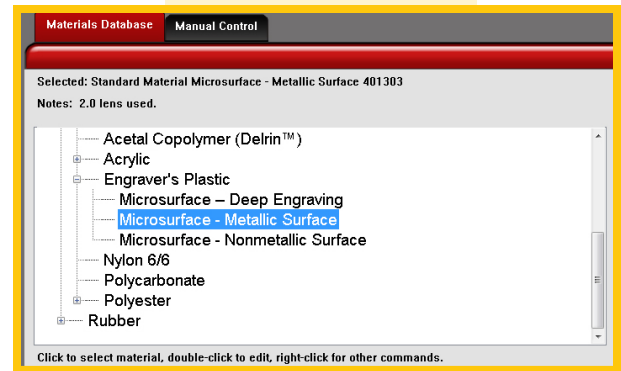 Materials Database Manual Control
Selected: Standard Material Microsurface - Metallic Surface 401303
Notes: 2.0 lens used.
Acetal Copolymer (Delrin™)
Acrylic
Engraver's Plastic
Microsurface – Deep Engraving
Microsurface - Metallic Surface
Microsurface - Nonmetallic Surface
Nylon 6/6
Polycarbonate
Polyester
Rubber
Click to select material, double-click to edit, right-click for other commands.